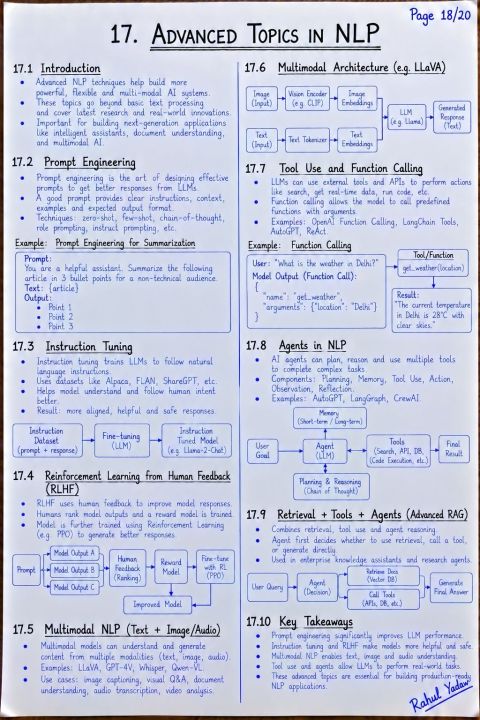 Page 18/20
17. ADVANCED TOPICS IN NLP
17.1 Introduction
• Advanced NLP techniques help build more
powerful, flexible and multi-modal AI systems.
• These topics go beyond basic text processing
and cover latest research and real-world innovations.
• Important for building next-generation applications
like intelligent assistants, document understanding,
and multimodal AI.
17.2 Prompt Engineering
• Prompt engineering is the art of designing effective
prompts to get better responses from LLMs.
• A good prompt provides clear instructions, context,
examples and expected output format.
• Techniques: zero-shot, few-shot, chain-of-thought,
role prompting, instruct prompting, etc.
Example: Prompt Engineering for Summarization
Prompt:
You are a helpful assistant. Summarize the following
article in 3 bullet points for a non-technical audience.
Text: {article}
Output:
• Point 1
• Point 2
• Point 3
17.3 Instruction Tuning
• Instruction tuning trains LLMs to follow natural
language instructions.
• Uses datasets like Alpaca, FLAN, ShareGPT, etc.
• Helps model understand and follow human intent
better.
• Result: more aligned, helpful and safe responses.
Instruction
Dataset
(prompt + response)
Fine-tuning
(LLM)
Instruction
Tuned Model
(e.g. Llama-2-Chat)
17.4 Reinforcement Learning from Human Feedback
(RLHF)
• RLHF uses human feedback to improve model responses.
• Humans rank model outputs and a reward model is trained.
• Model is further trained using Reinforcement Learning
(e.g. PPO) to generate better responses.
Prompt
Model Output A
Model Output B
Model Output C
Human
Feedback
(Ranking)
Reward
Model
Fine-tune
with RL
(PPO)
Improved Model
17.5 Multimodal NLP (Text + Image/Audio)
• Multimodal models can understand and generate
content from multiple modalities (text, image, audio).
• Examples: LLaVA, GPT-4V, Whisper, Qwen-VL.
• Use cases: image captioning, visual Q&A, document
understanding, audio transcription, video analysis.
17.6 Multimodal Architecture (e.g. LLaVA)
Image
(Input)
Vision Encoder
(e.g. CLIP)
Image
Embeddings
Text
(Input)
Text Tokenizer
Text
Embeddings
LLM
(e.g. Llama)
Generated
Response
(Text)
17.7 Tool Use and Function Calling
• LLMs can use external tools and APIs to perform actions
like search, get real-time data, run code, etc.
• Function calling allows the model to call predefined
functions with arguments.
• Examples: OpenAI Function Calling, LangChain Tools,
AutoGPT, ReAct.
Example: Function Calling
User: "What is the weather in Delhi?"
Model Output (Function Call):
{
"name": "get_weather",
"arguments": {"location": "Delhi"}
}
Tool/Function
get_weather(location)
Result:
"The current temperature
in Delhi is 28°C with
clear skies."
17.8 Agents in NLP
• AI agents can plan, reason and use multiple tools
to complete complex tasks.
• Components: Planning, Memory, Tool Use, Action,
Observation, Reflection.
• Examples: AutoGPT, LangGraph, CrewAI
Memory
(Short-term / Long-term)
User
Goal
Agent
(LLM)
Tools
(Search, API, DB,
Code Execution, etc.)
Final
Result
Planning & Reasoning
(Chain of Thought)
17.9 Retrieval + Tools + Agents (Advanced RAG)
• Combines retrieval, tool use and agent reasoning.
• Agent first decides whether to use retrieval, call a tool,
or generate directly.
• Used in enterprise knowledge assistants and research agents.
User Query
Agent
(Decision)
Retrieve Docs
(Vector DB)
Call Tools
(APIs, DB, etc.)
Generate
Final Answer
17.10 Key Takeaways
• Prompt engineering significantly improves LLM performance.
• Instruction tuning and RLHF make models more helpful and safe.
• Multimodal NLP enables text, image and audio understanding.
• Tool use and agents allow LLMs to perform real-world tasks.
• These advanced topics are essential for building production-ready
NLP applications.
Rahul Yadav